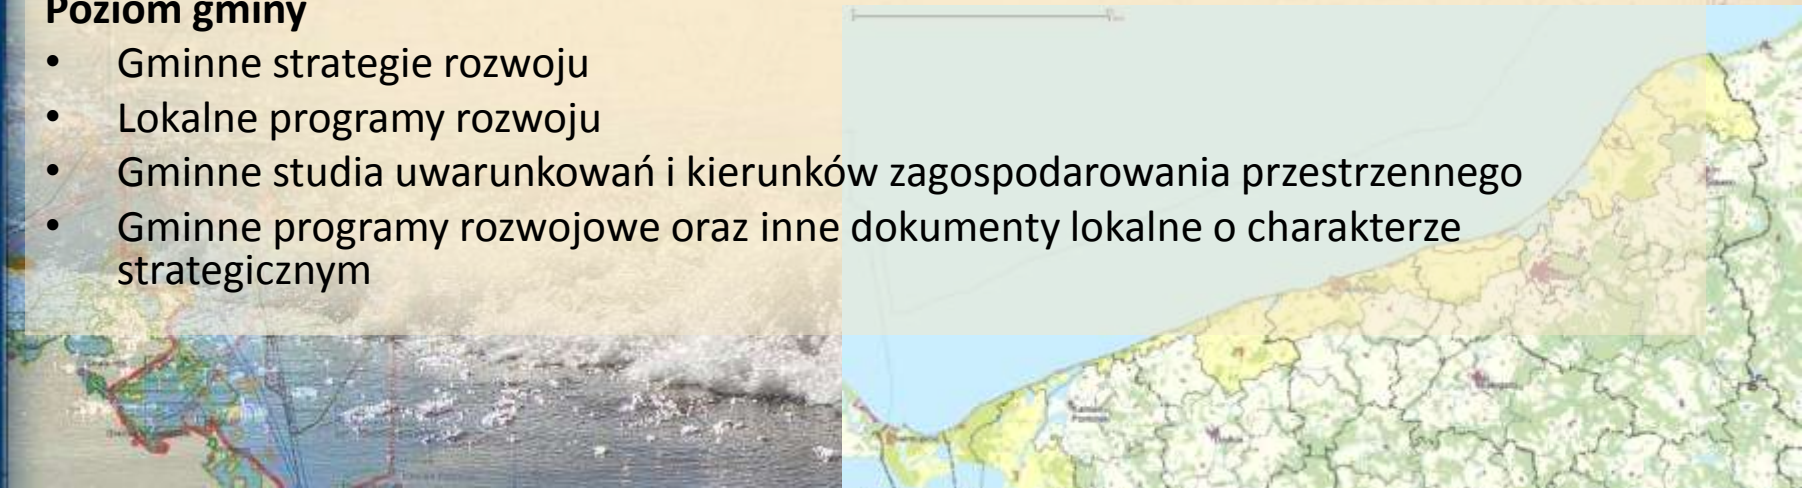 Poziom gminy
• Gminne strategie rozwoju
• Lokalne programy rozwoju
• Gminne studia uwarunkowań i kierunków zagospodarowania przestrzennego
• Gminne programy rozwojowe oraz inne dokumenty lokalne o charakterze
strategicznym